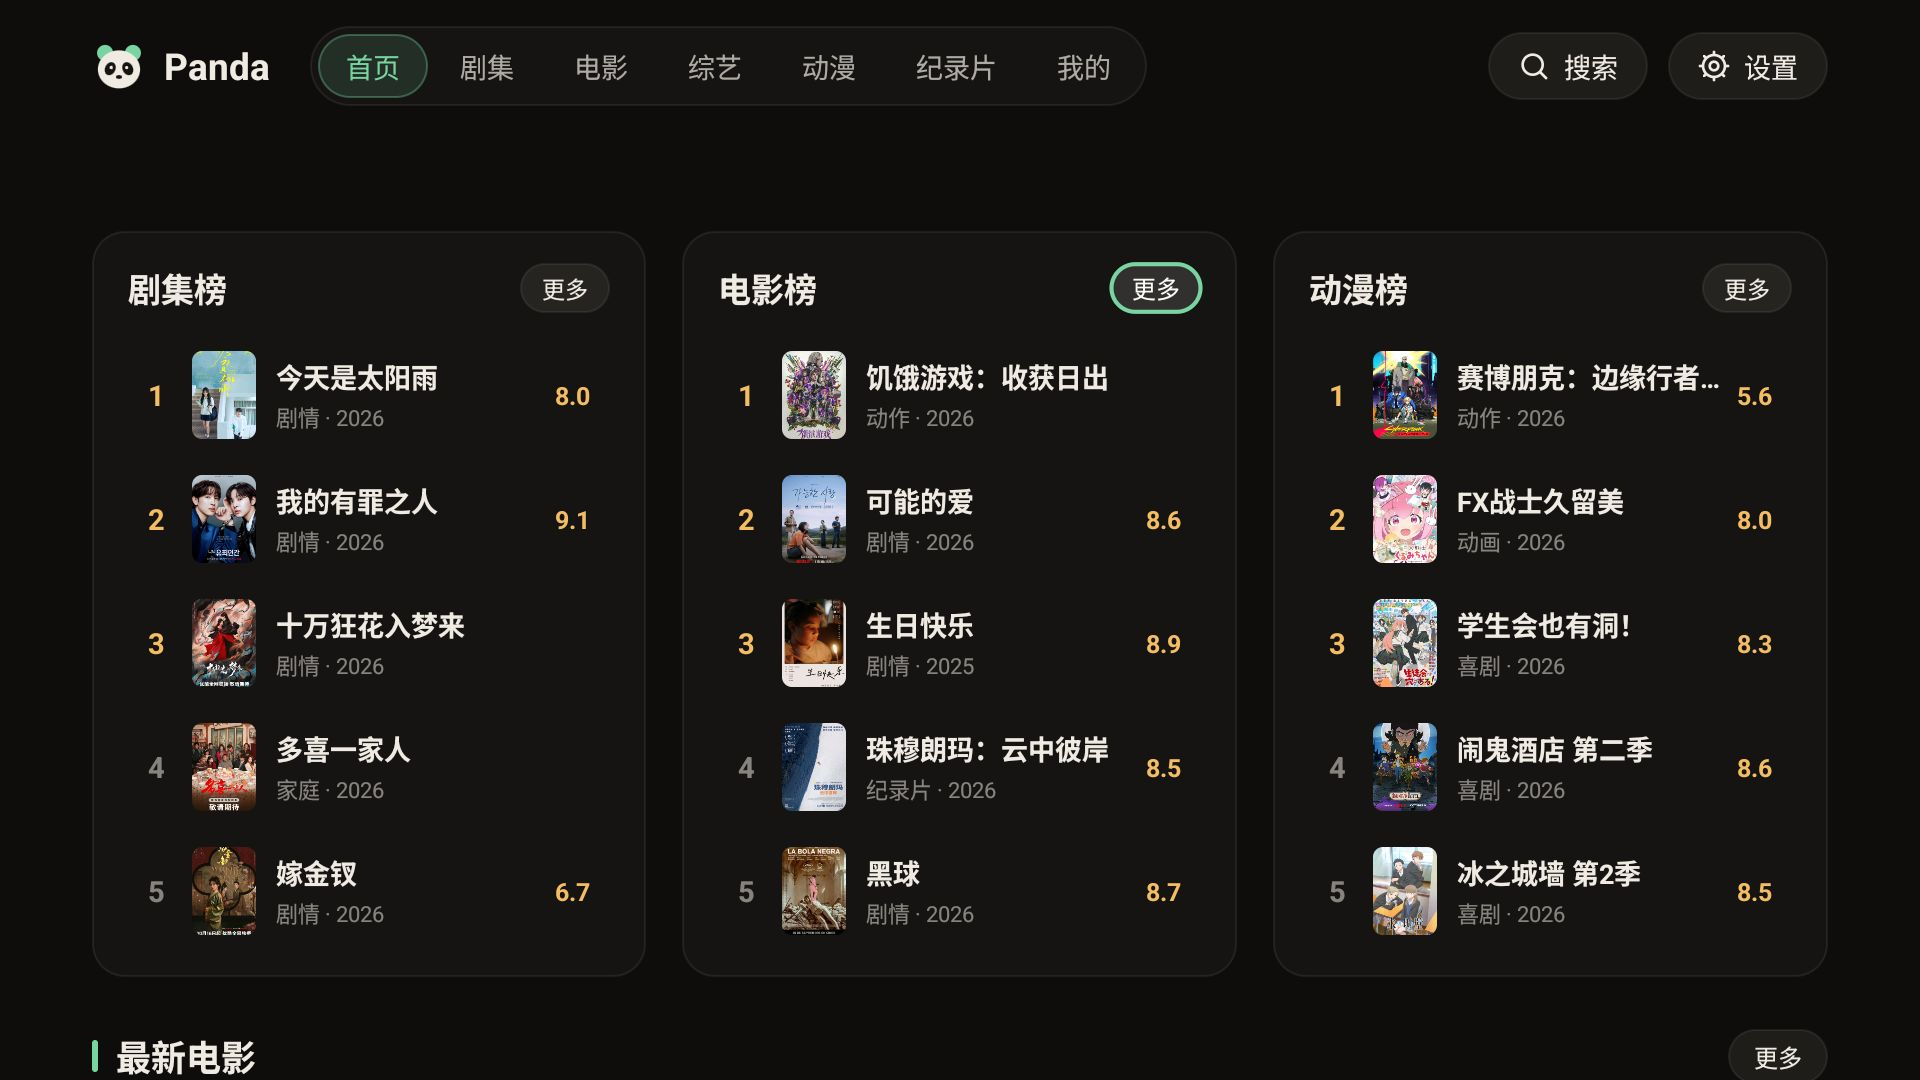 Panda
首页
剧集
电影
综艺
动漫
纪录片
我的
搜索
设置
剧集榜
更多
1
今天是太阳雨
剧情 · 2026
8.0
2
我的有罪之人
剧情 · 2026
9.1
3
十万狂花入梦来
剧情 · 2026
4
多喜一家人
家庭 · 2026
敬请期待
5
嫁金钗
剧情 · 2026
6.7
电影榜
更多
1
饥饿游戏：收获日出
动作 · 2026
2
可能的爱
剧情 · 2026
8.6
3
生日快乐
剧情 · 2025
8.9
4
珠穆朗玛：云中彼岸
纪录片 · 2026
8.5
珠穆朗玛
5
黑球
剧情 · 2026
8.7
LA BOLA NEGRA
动漫榜
更多
1
赛博朋克：边缘行者...
动作 · 2026
5.6
2
FX战士久留美
动画 · 2026
8.0
3
学生会也有洞！
喜剧 · 2026
8.3
4
闹鬼酒店 第二季
喜剧 · 2026
8.6
5
冰之城墙 第2季
喜剧 · 2026
8.5
最新电影
更多